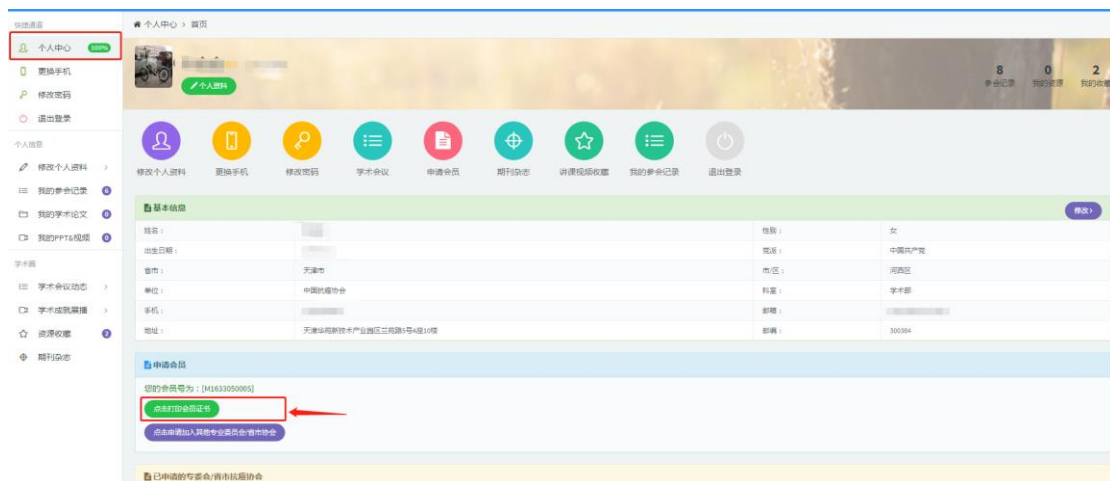 快捷通道
个人中心 100%
更换手机
修改密码
退出登录
个人信息
修改个人资料
我的参会记录 6
我的学术论文 0
我的PPT&视频 0
学术圈
学术会议动态
学术成就展播
资源收藏 2
期刊杂志
个人中心 > 首页
个人资料
8 0 2
参会记录 我的资源 我的收藏
修改个人资料 更换手机 修改密码 学术会议 申请会员 期刊杂志 讲课视频收藏 我的参会记录 退出登录
基本信息 修改>
姓名: 性别: 女
出生日期: 党派: 中国共产党
省市: 天津市 市/区: 河西区
单位: 中国抗癌协会 科室: 学术部
手机: 邮箱:
地址: 天津华苑新技术产业园区兰苑路5号A座10楼 邮编: 300384
申请会员
您的会员号为:[M163305000S]
点击打印会员证书
点击申请加入其他专业委员会/省市协会
已申请的专委会/省市抗癌协会